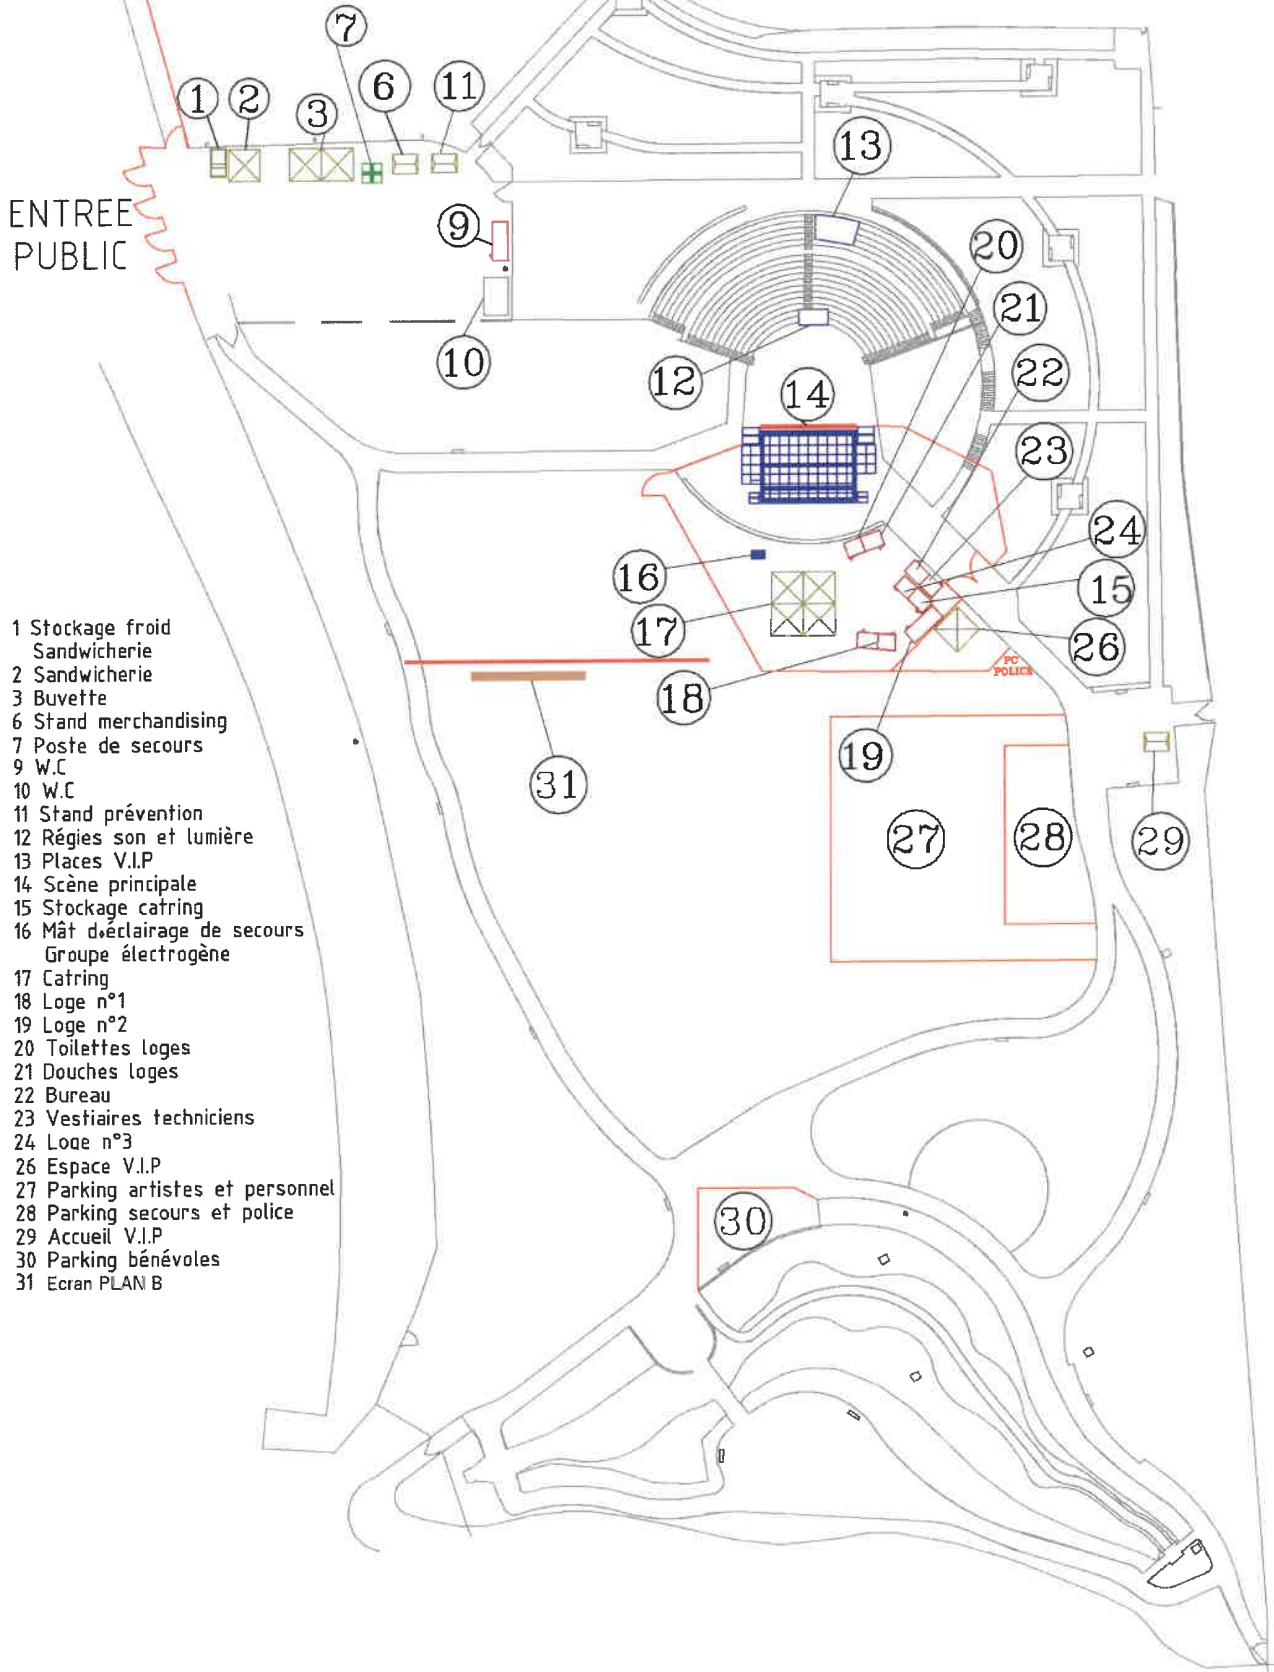 7
1
2
3
6
11
13
ENTREE
PUBLIC
9
20
21
10
12
22
14
23
24
16
15
17
26
PC
POLICE
18
19
31
27
28
29
30
1 Stockage froid
Sandwicherie
2 Sandwicherie
3 Buvette
6 Stand merchandising
7 Poste de secours
9 W.C
10 W.C
11 Stand prévention
12 Régies son et lumière
13 Places V.I.P
14 Scène principale
15 Stockage catring
16 Mât d'éclairage de secours
Groupe électrogène
17 Catring
18 Loge n°1
19 Loge n°2
20 Toilettes loges
21 Douches loges
22 Bureau
23 Vestiaires techniciens
24 Loge n°3
26 Espace V.I.P
27 Parking artistes et personnel
28 Parking secours et police
29 Accueil V.I.P
30 Parking bénévoles
31 Ecran PLAN B